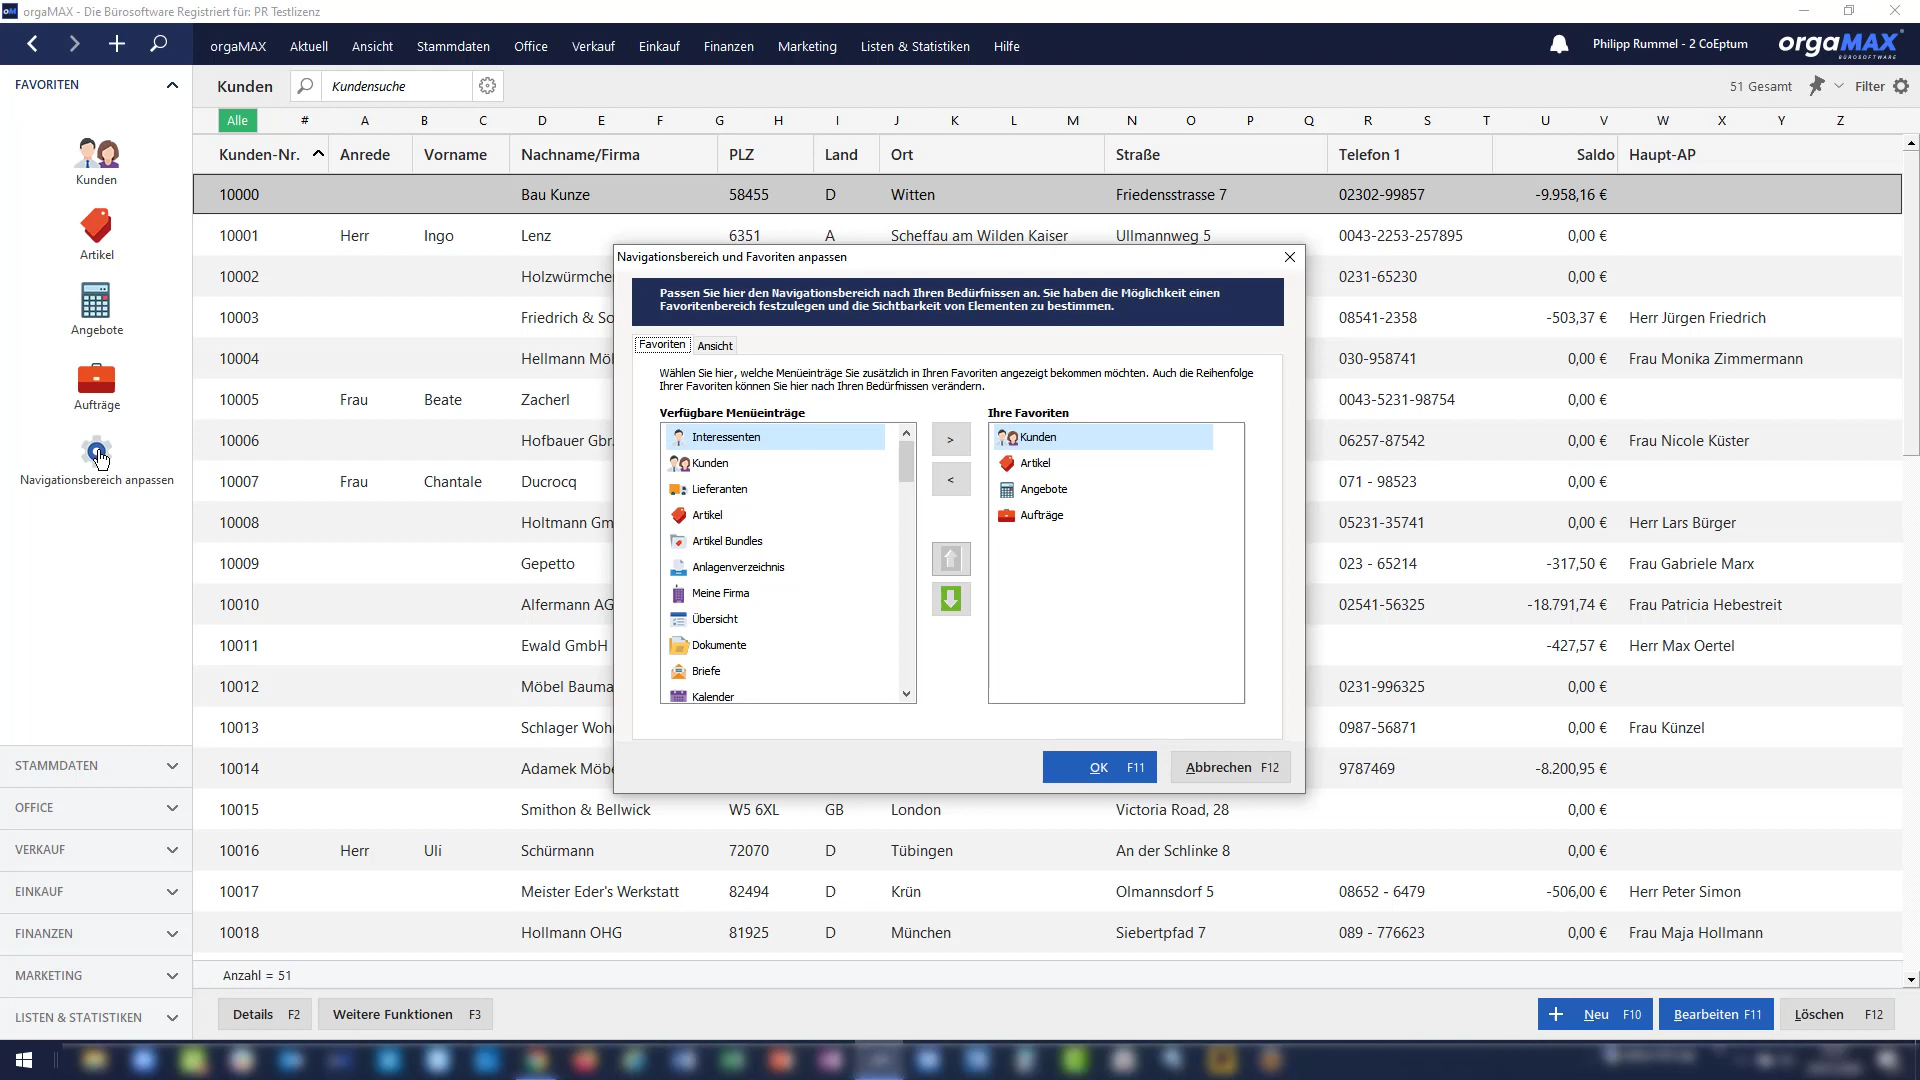 orgaMAX - Die Bürosoftware Registriert für: PR Testlizenz
orgaMAX Aktuell Ansicht Stammdaten Office Verkauf Einkauf Finanzen Marketing Listen & Statistiken Hilfe
Philipp Rummel - 2 CoEptum
orgaMAX
BÜROSOFTWARE
FAVORITEN
Kunden
Artikel
Angebote
Aufträge
Navigationsbereich anpassen
STAMMDATEN
OFFICE
VERKAUF
EINKAUF
FINANZEN
MARKETING
LISTEN & STATISTIKEN
Kunden Kundensuche 51 Gesamt Filter
Alle # A B C D E F G H I J K L M N O P Q R S T U V W X Y Z
Kunden-Nr. Anrede Vorname Nachname/Firma PLZ Land Ort Straße Telefon 1 Saldo Haupt-AP
10000 Bau Kunze 58455 D Witten Friedensstrasse 7 02302-99857 -9.958,16 €
10001 Herr Ingo Lenz 6351 A Scheffau am Wilden Kaiser Ullmannweg 5 0043-2253-257895 0,00 €
10002 Holzwürmche 0231-65230 0,00 €
10003 Friedrich & So 08541-2358 -503,37 € Herr Jürgen Friedrich
10004 Hellmann Möl 030-958741 0,00 € Frau Monika Zimmermann
10005 Frau Beate Zacherl 0043-5231-98754 0,00 €
10006 Hofbauer Gbr. 06257-87542 0,00 € Frau Nicole Küster
10007 Frau Chantale Ducrocq 071 - 98523 0,00 €
10008 Holtmann Gm 05231-35741 0,00 € Herr Lars Bürger
10009 Gepetto 023 - 65214 -317,50 € Frau Gabriele Marx
10010 Alfermann AG 02541-56325 -18.791,74 € Frau Patricia Hebestreit
10011 Ewald GmbH -427,57 € Herr Max Oertel
10012 Möbel Bauma 0231-996325 0,00 €
10013 Schlager Woh 0987-56871 0,00 € Frau Künzel
10014 Adamek Möbe 9787469 -8.200,95 €
10015 Smithon & Bellwick W5 6XL GB London Victoria Road, 28 0,00 €
10016 Herr Uli Schürmann 72070 D Tübingen An der Schlinke 8 0,00 €
10017 Meister Eder's Werkstatt 82494 D Krün Olmannsdorf 5 08652 - 6479 -506,00 € Herr Peter Simon
10018 Hollmann OHG 81925 D München Siebertpfad 7 089 - 776623 0,00 € Frau Maja Hollmann
Anzahl = 51
Details F2 Weitere Funktionen F3 Neu F10 Bearbeiten F11 Löschen F12
Navigationsbereich und Favoriten anpassen
Passen Sie hier den Navigationsbereich nach Ihren Bedürfnissen an. Sie haben die Möglichkeit einen
Favoritenbereich festzulegen und die Sichtbarkeit von Elementen zu bestimmen.
Favoriten Ansicht
Wählen Sie hier, welche Menüeinträge Sie zusätzlich in Ihren Favoriten angezeigt bekommen möchten. Auch die Reihenfolge
Ihrer Favoriten können Sie hier nach Ihren Bedürfnissen verändern.
Verfügbare Menüeinträge
Interessenten
Kunden
Lieferanten
Artikel
Artikel Bundles
Anlagenverzeichnis
Meine Firma
Übersicht
Dokumente
Briefe
Kalender
>
<
Ihre Favoriten
Kunden
Artikel
Angebote
Aufträge
OK F11 Abbrechen F12